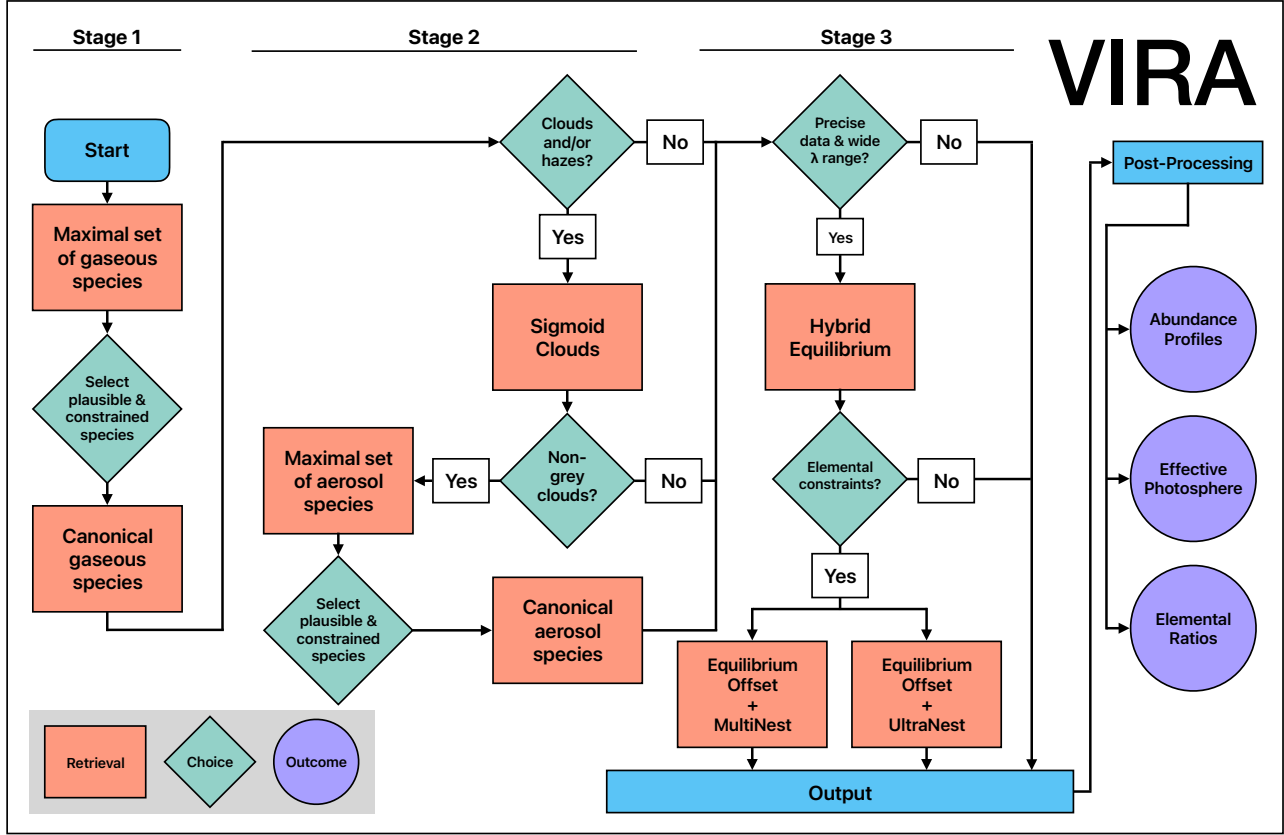 Stage 1
Stage 2
Stage 3
VIRA
Start
Maximal set
of gaseous
species
Select
plausible &
constrained
species
Canonical
gaseous
species
Clouds
and/or
hazes?
No
Yes
Sigmoid
Clouds
Non-
grey
clouds?
No
Yes
Maximal set
of aerosol
species
Select
plausible &
constrained
species
Canonical
aerosol
species
Precise
data & wide
λ range?
No
Yes
Hybrid
Equilibrium
Elemental
constraints?
No
Yes
Equilibrium
Offset
+
MultiNest
Equilibrium
Offset
+
UltraNest
Output
Post-Processing
Abundance
Profiles
Effective
Photosphere
Elemental
Ratios
Retrieval
Choice
Outcome